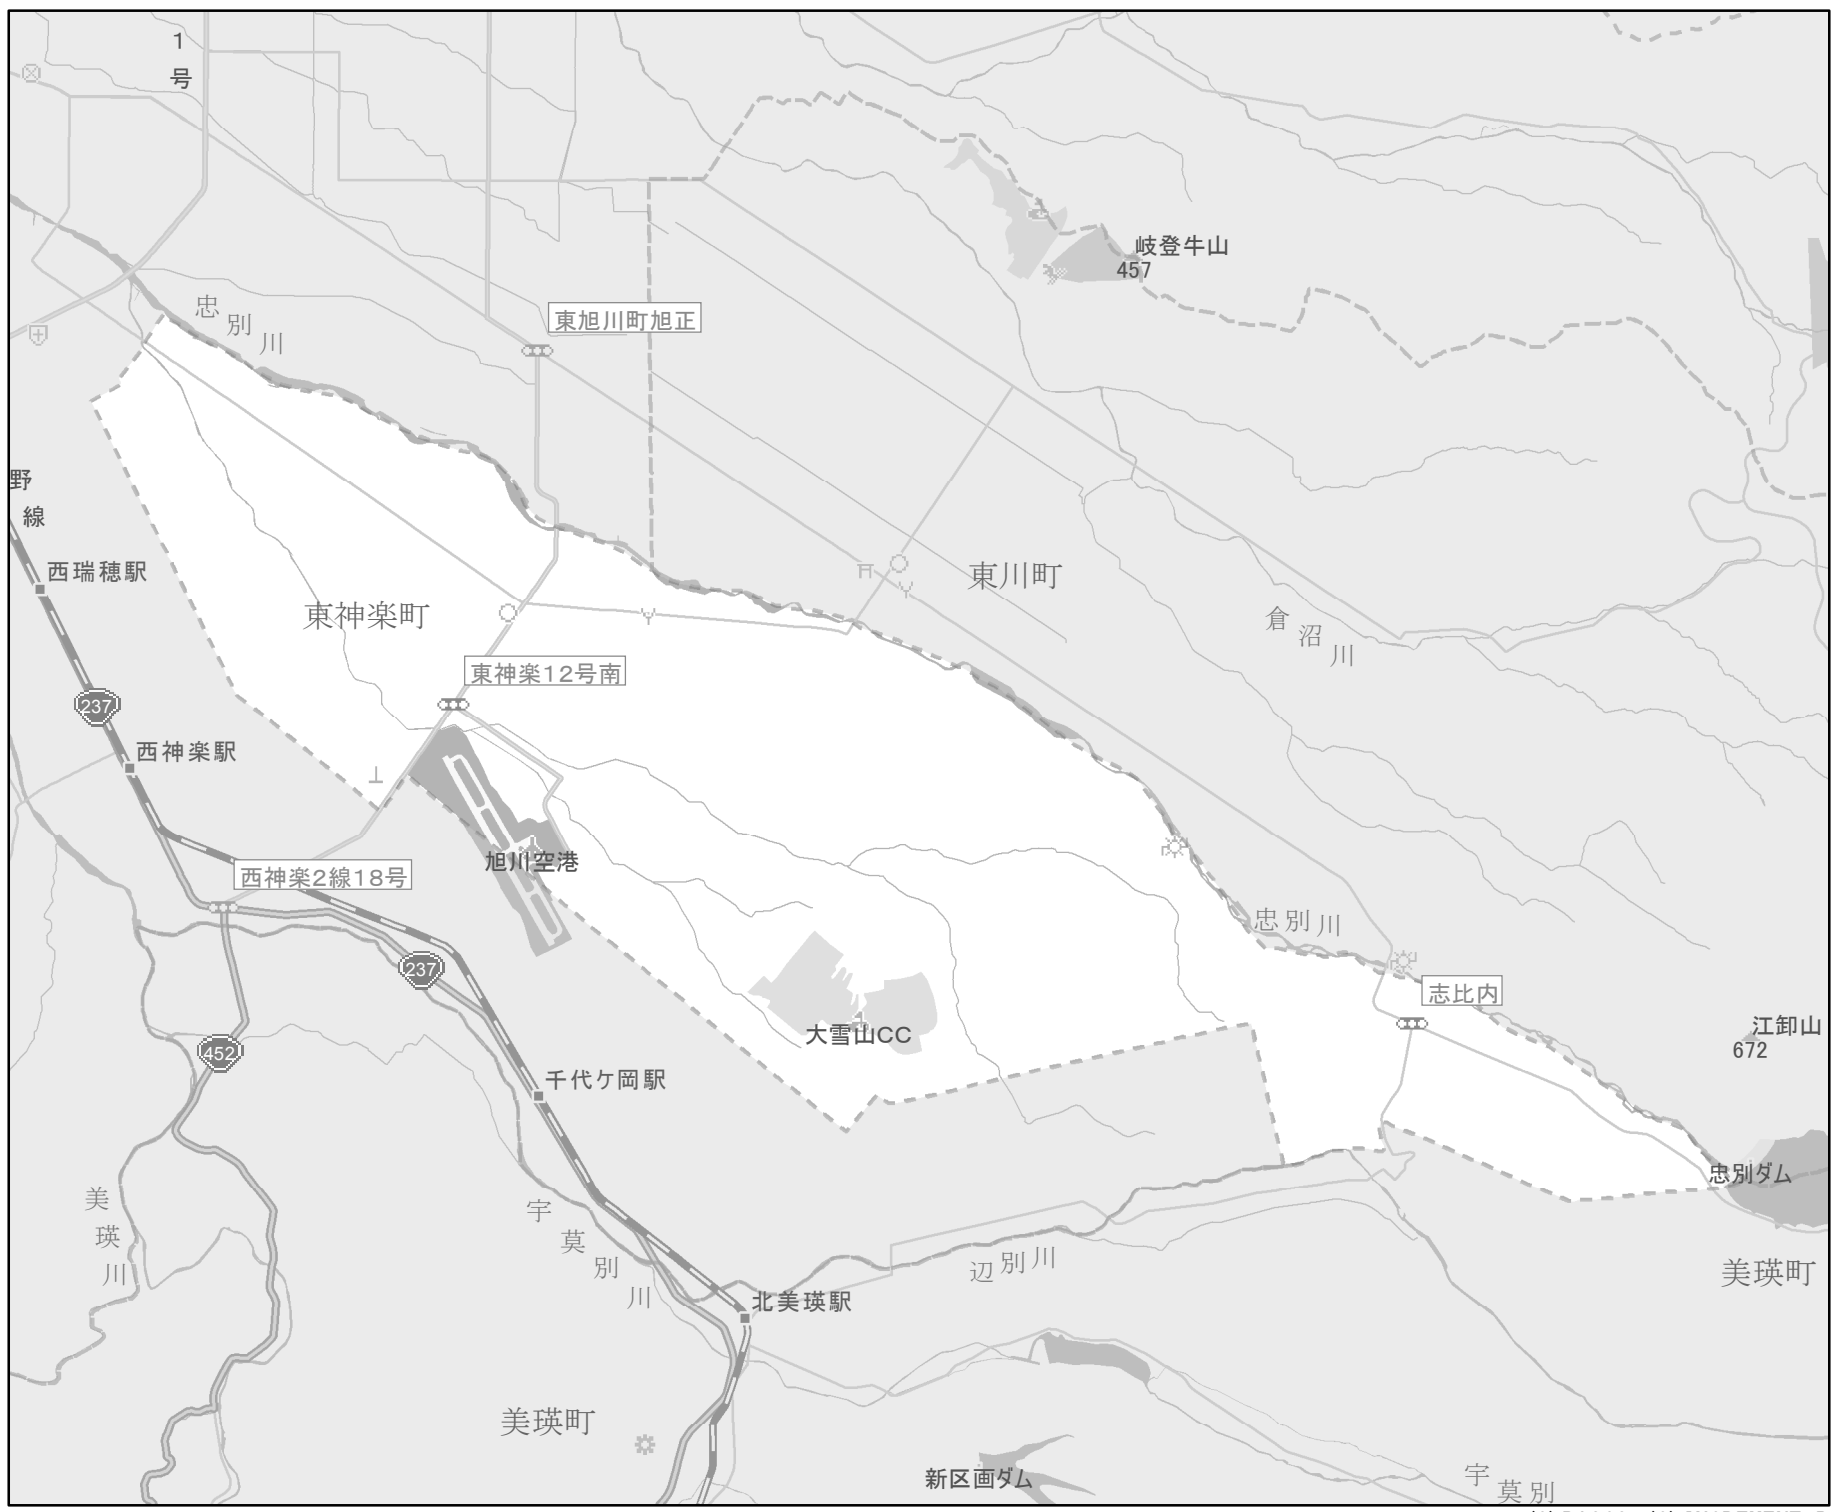 1
号
岐登牛山
457
忠別川
東旭川町旭正
野
線
西瑞穂駅
東川町
東神楽町
倉沼川
東神楽12号南
237
西神楽駅
旭川空港
西神楽2線18号
忠別川
237
志比内
大雪山CC
江卸山
672
452
千代ケ岡駅
忠別ダム
美瑛川
宇莫別川
辺別川
美瑛町
北美瑛駅
美瑛町
新区画ダム
宇莫別